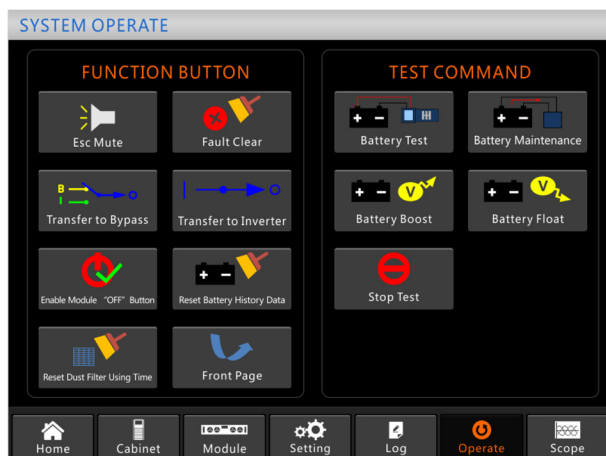 SYSTEM OPERATE
FUNCTION BUTTON
TEST COMMAND
Esc Mute
Fault Clear
Battery Test
Battery Maintenance
B
I
O
Transfer to Bypass
I
O
Transfer to Inverter
V
Battery Boost
V
Battery Float
Enable Module "OFF" Button
Reset Battery History Data
Stop Test
Reset Dust Filter Using Time
Front Page
Home
Cabinet
Module
Setting
Log
Operate
Scope